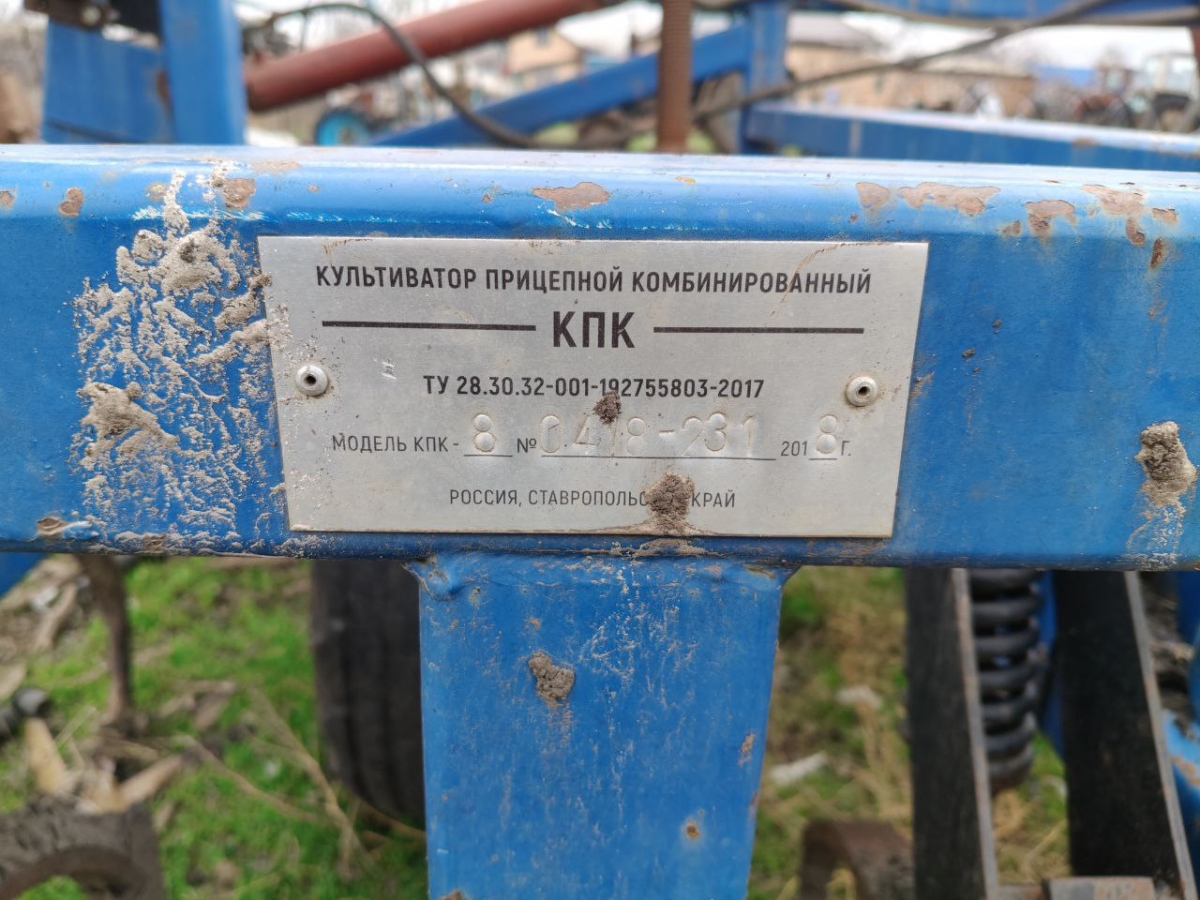 КУЛЬТИВАТОР ПРИЦЕПНОЙ КОМБИНИРОВАННЫЙ
КПК
ТУ 28.30.32-001-192755803-2017
МОДЕЛЬ КПК - 8 № 0418-231 2018 Г.
РОССИЯ, КРАЙ